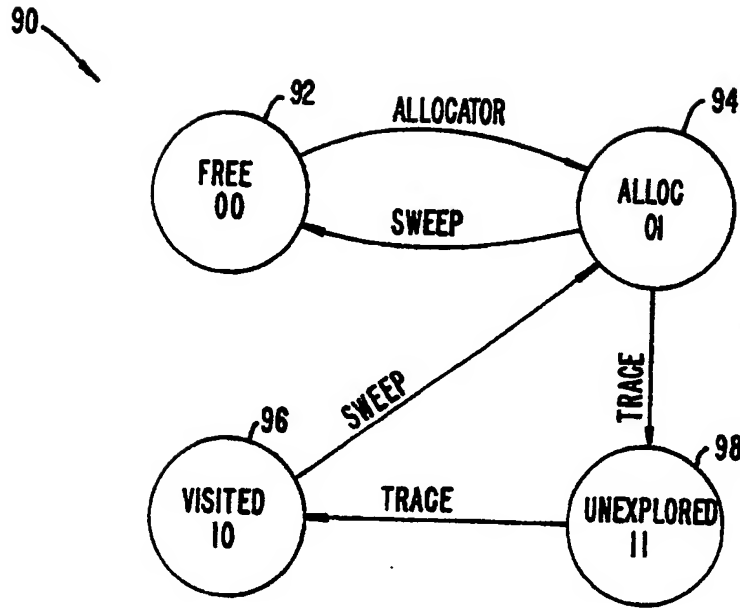 90
92
ALLOCATOR
94
FREE
00
ALLOC
01
SWEEP
SWEEP
TRACE
96
98
VISITED
10
TRACE
UNEXPLORED
11